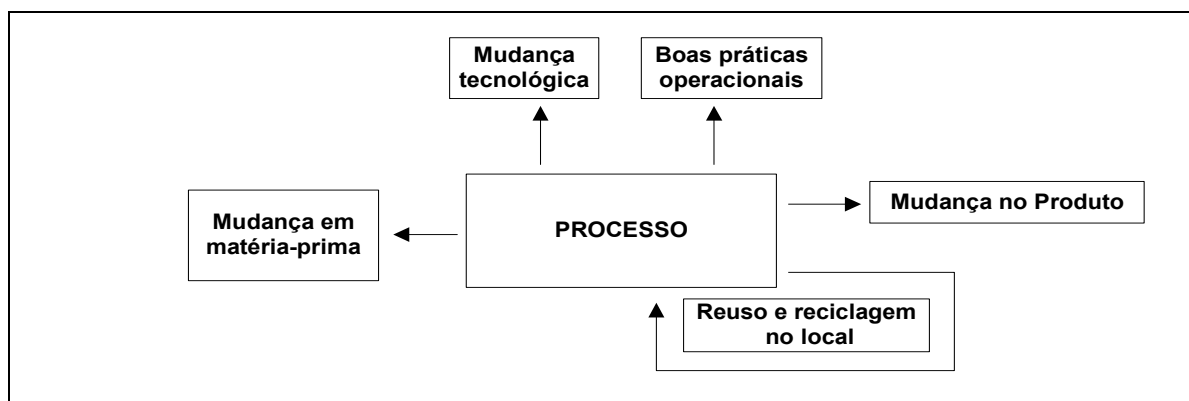 Mudança
tecnológica
Boas práticas
operacionais
Mudança em
matéria-prima
PROCESSO
Mudança no Produto
Reuso e reciclagem
no local